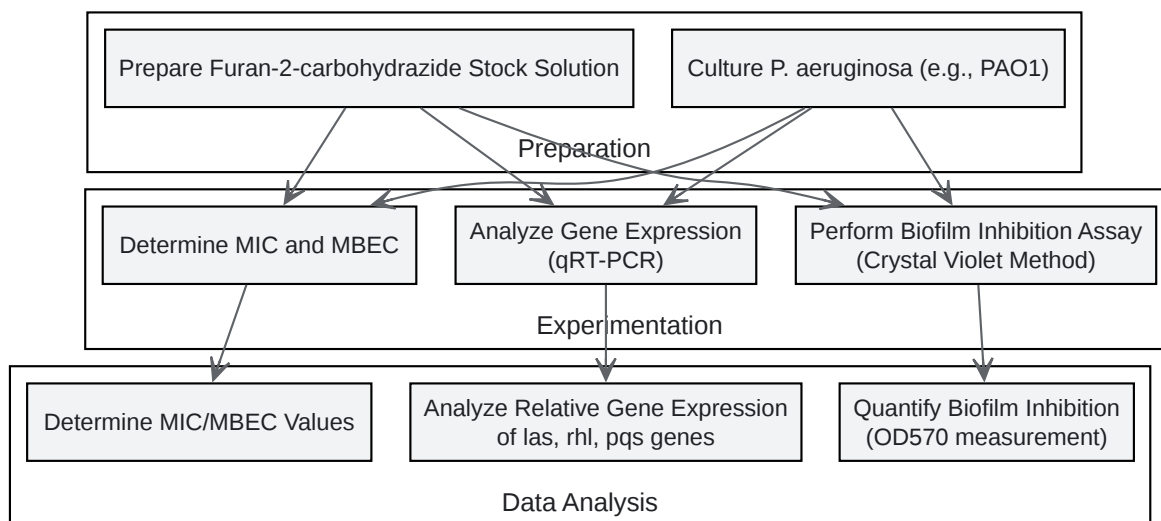 Prepare Furan-2-carbohydrazide Stock Solution
Culture P. aeruginosa (e.g., PAO1)
Preparation
Determine MIC and MBEC
Analyze Gene Expression
(qRT-PCR)
Perform Biofilm Inhibition Assay
(Crystal Violet Method)
Experimentation
Determine MIC/MBEC Values
Analyze Relative Gene Expression
of las, rhl, pqs genes
Quantify Biofilm Inhibition
(OD570 measurement)
Data Analysis